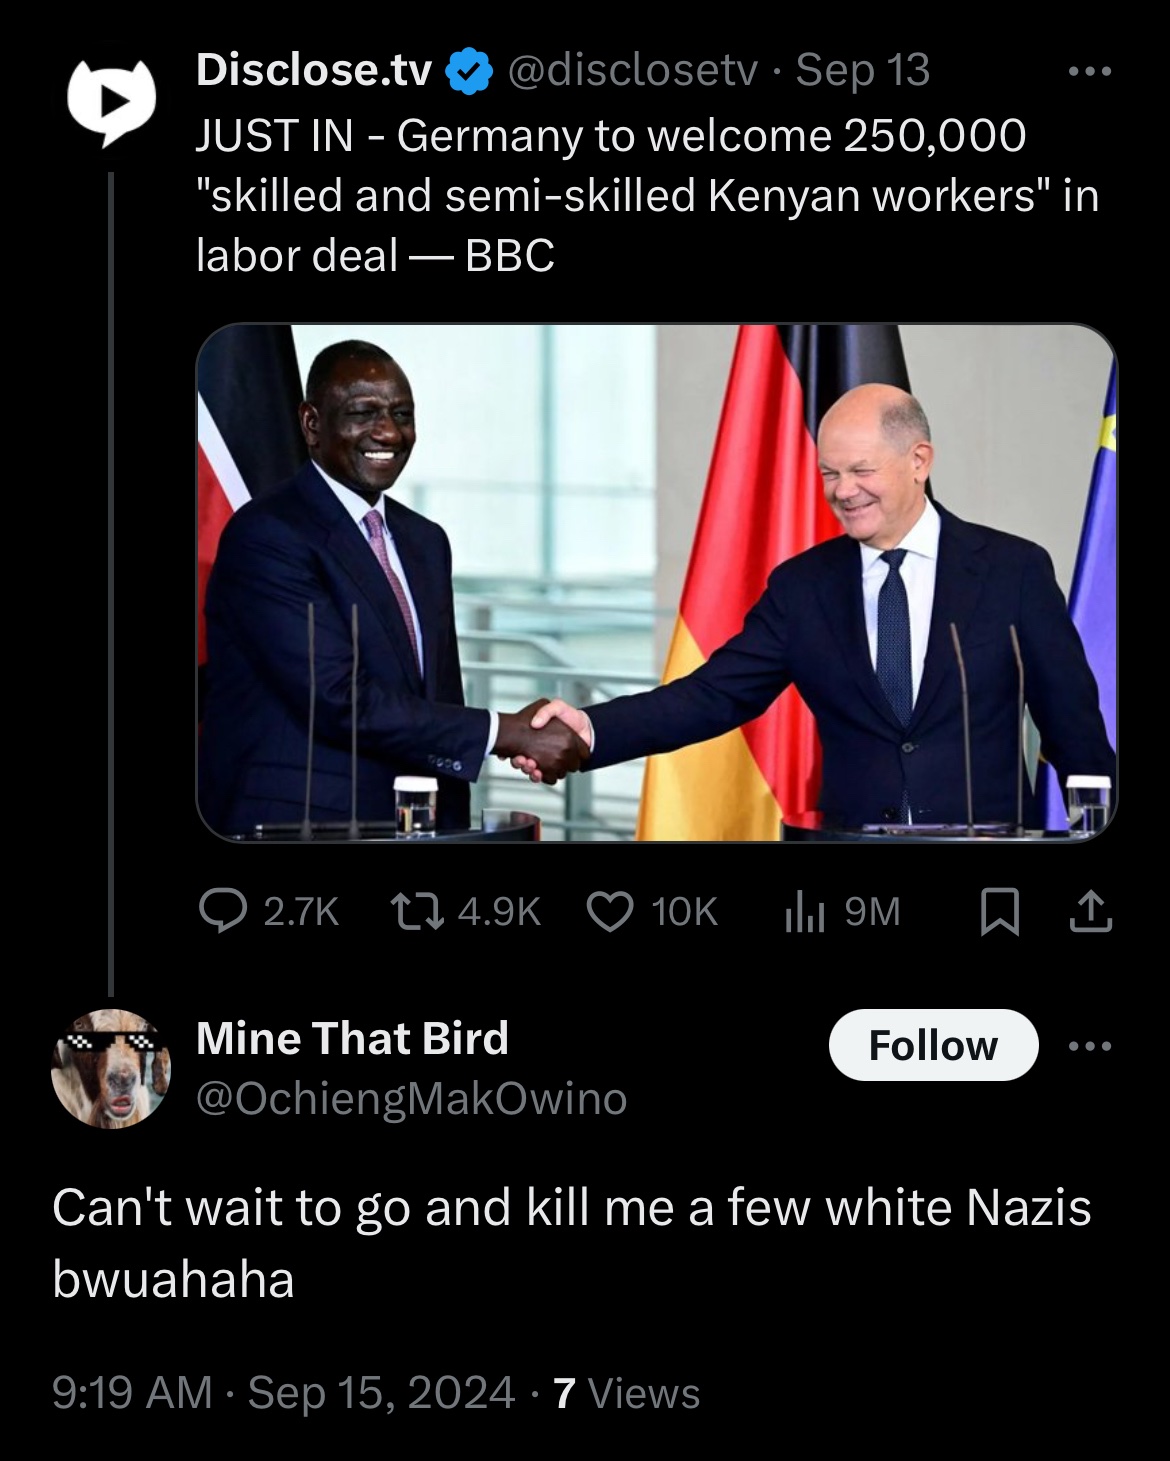 Disclose.tv @disclosetv · Sep 13
JUST IN - Germany to welcome 250,000
"skilled and semi-skilled Kenyan workers" in
labor deal — BBC
2.7K 4.9K 10K 9M
Mine That Bird
Follow
@OchiengMakOwino
Can't wait to go and kill me a few white Nazis
bwuahaha
9:19 AM · Sep 15, 2024 · 7 Views